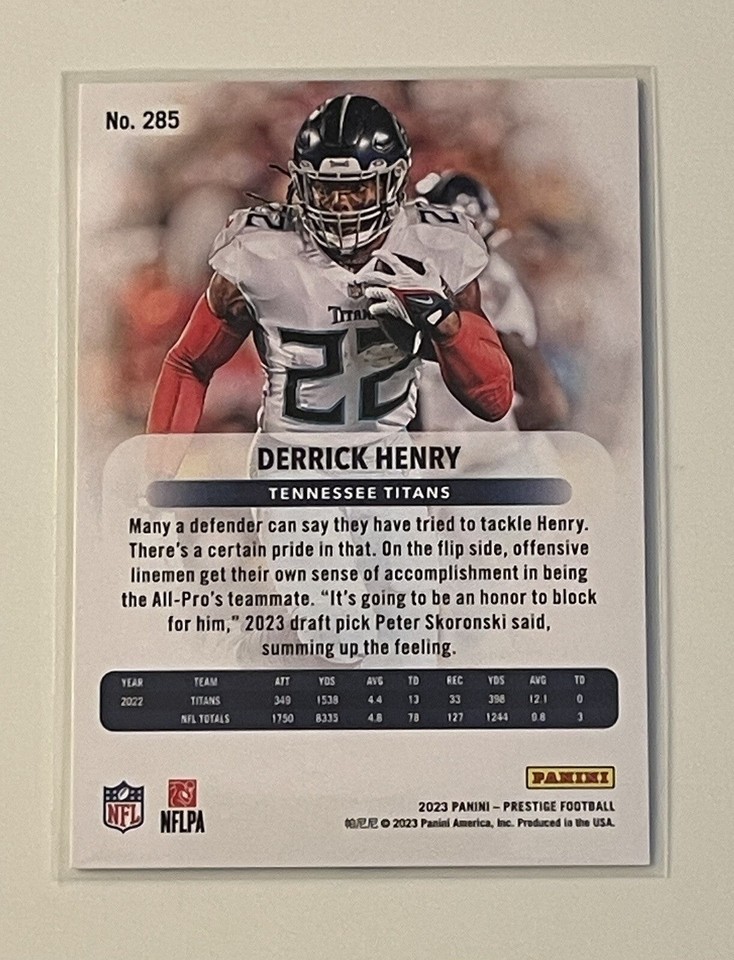 No. 285
22
2
TITANS
22
DERRICK HENRY
TENNESSEE TITANS
Many a defender can say they have tried to tackle Henry.
There's a certain pride in that. On the flip side, offensive
linemen get their own sense of accomplishment in being
the All-Pro's teammate. “It's going to be an honor to block
for him,” 2023 draft pick Peter Skoronski said,
summing up the feeling.
YEAR TEAM ATT YDS AVG TD REC YDS AVG TD
2022 TITANS 349 1538 4.4 13 33 398 12.1 0
NFL TOTALS 1750 8335 4.8 78 127 1244 9.8 3
PANINI
NFL
NFLPA
2023 PANINI – PRESTIGE FOOTBALL
帕尼尼 © 2023 Panini America, Inc. Produced in the USA.